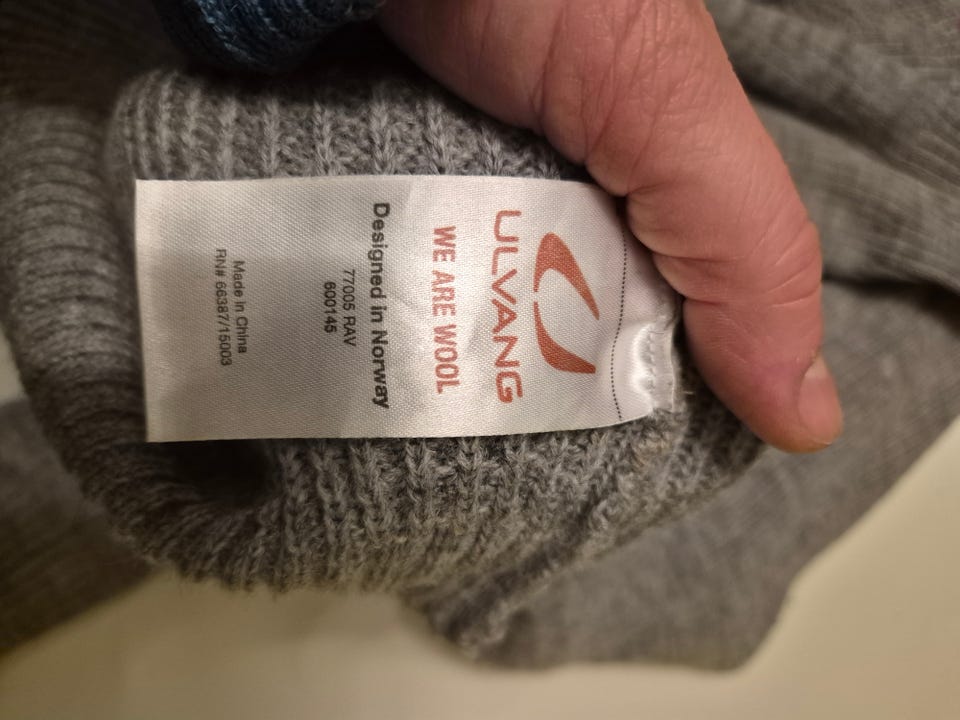 ULVANG
WE ARE WOOL
Designed in Norway
77005 RAV
600145
Made in China
RN# 66387/15003